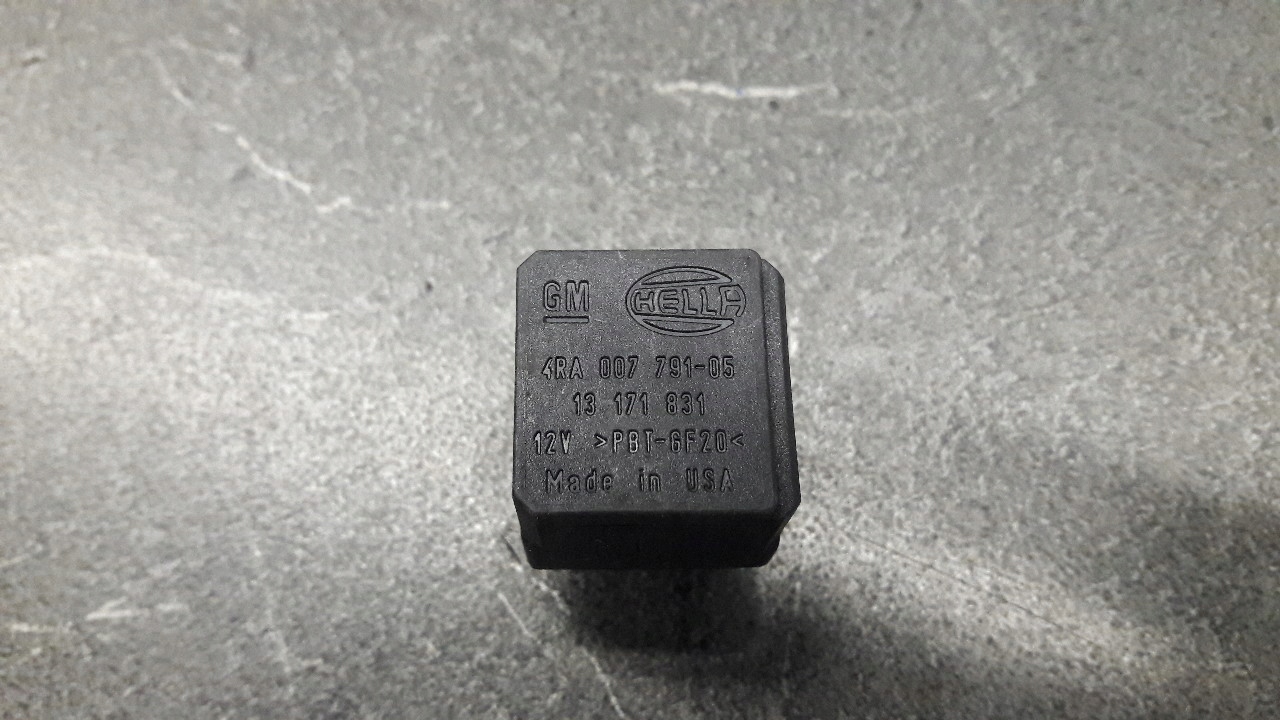 GM HELLA
4RA 007 791-05
13 171 831
12V >PBT-GF20<
Made in USA